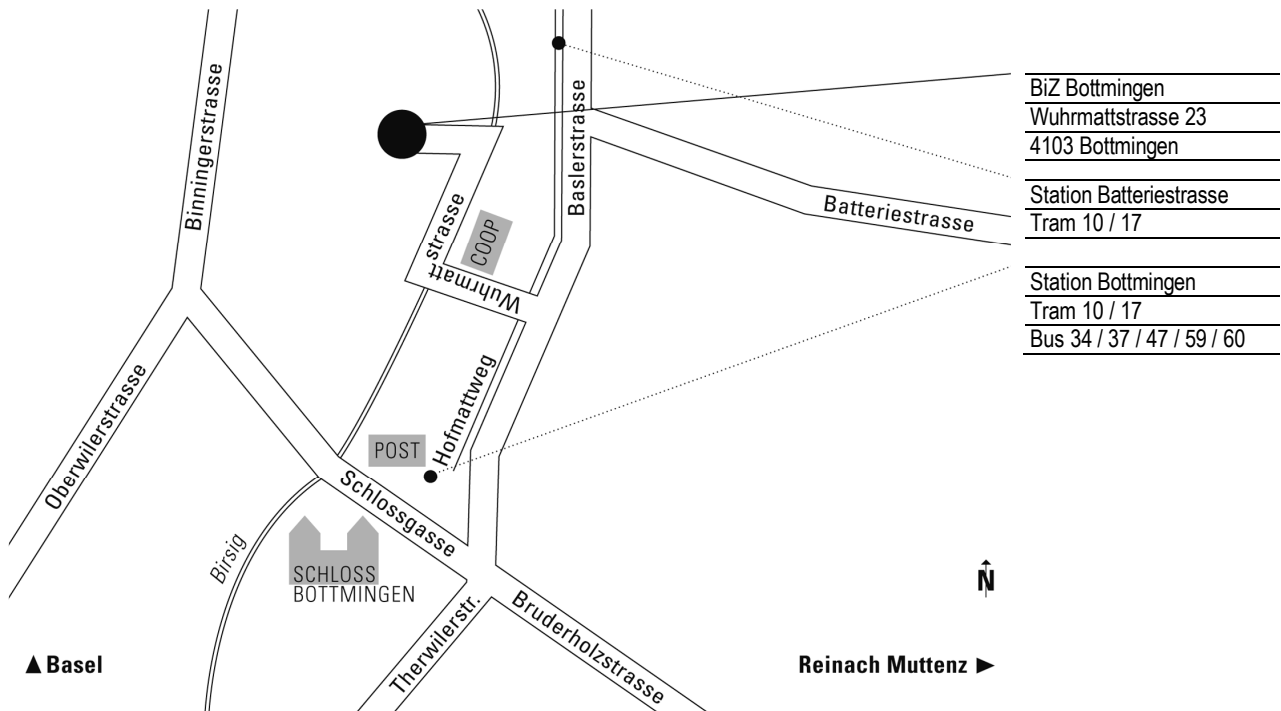 Binningerstrasse
Baslerstrasse
Batteriestrasse
strasse
COOP
Wuhrmatt
Hofmattweg
POST
Oberwilerstrasse
Schlossgasse
Birsig
SCHLOSS
BOTTMINGEN
Therwilerstr.
Bruderholzstrasse
N
▲ Basel
Reinach Muttenz ►
BiZ Bottmingen
Wuhrmattstrasse 23
4103 Bottmingen
Station Batteriestrasse
Tram 10 / 17
Station Bottmingen
Tram 10 / 17
Bus 34 / 37 / 47 / 59 / 60